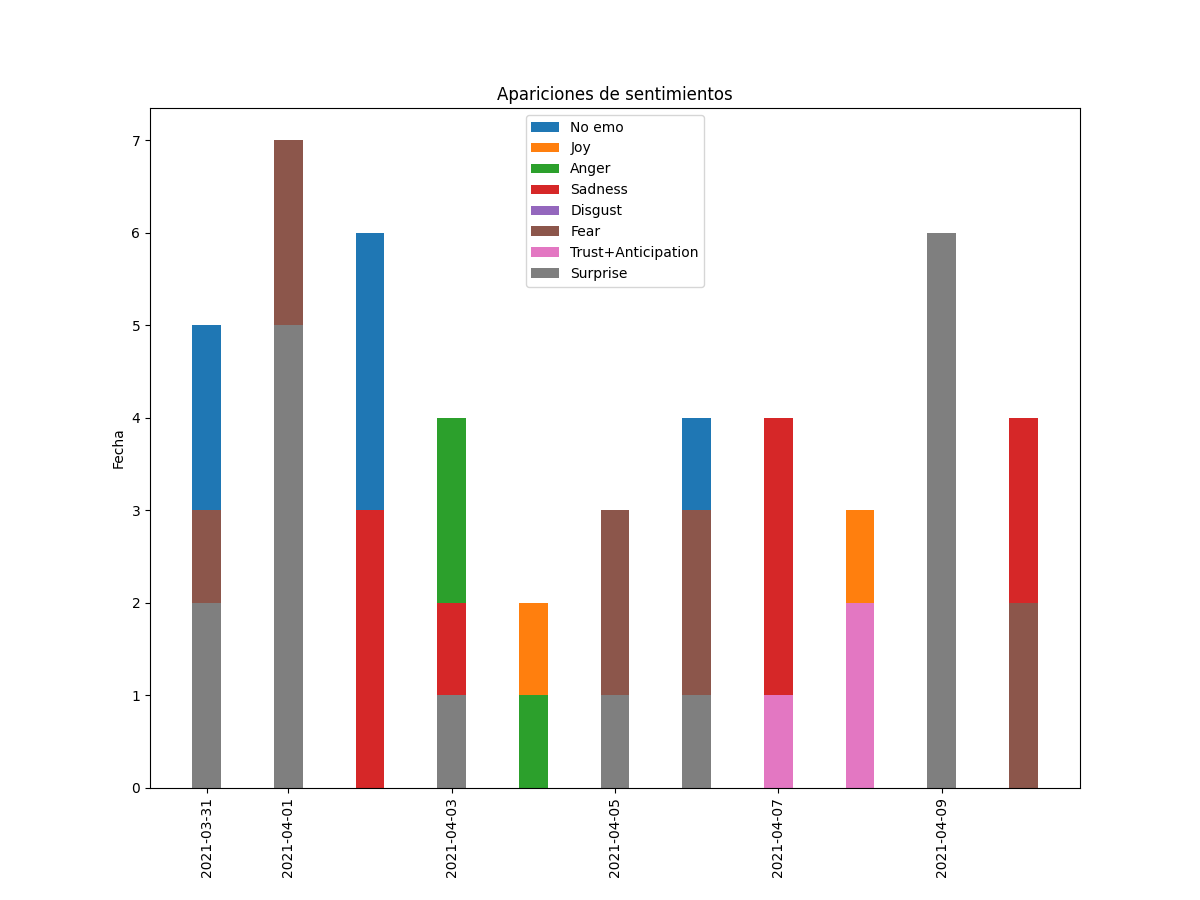 Apariciones de sentimientos
No emo
Joy
Anger
Sadness
Disgust
Fear
Trust+Anticipation
Surprise
7
6
5
4
3
2
1
0
Fecha
2021-03-31
2021-04-01
2021-04-03
2021-04-05
2021-04-07
2021-04-09